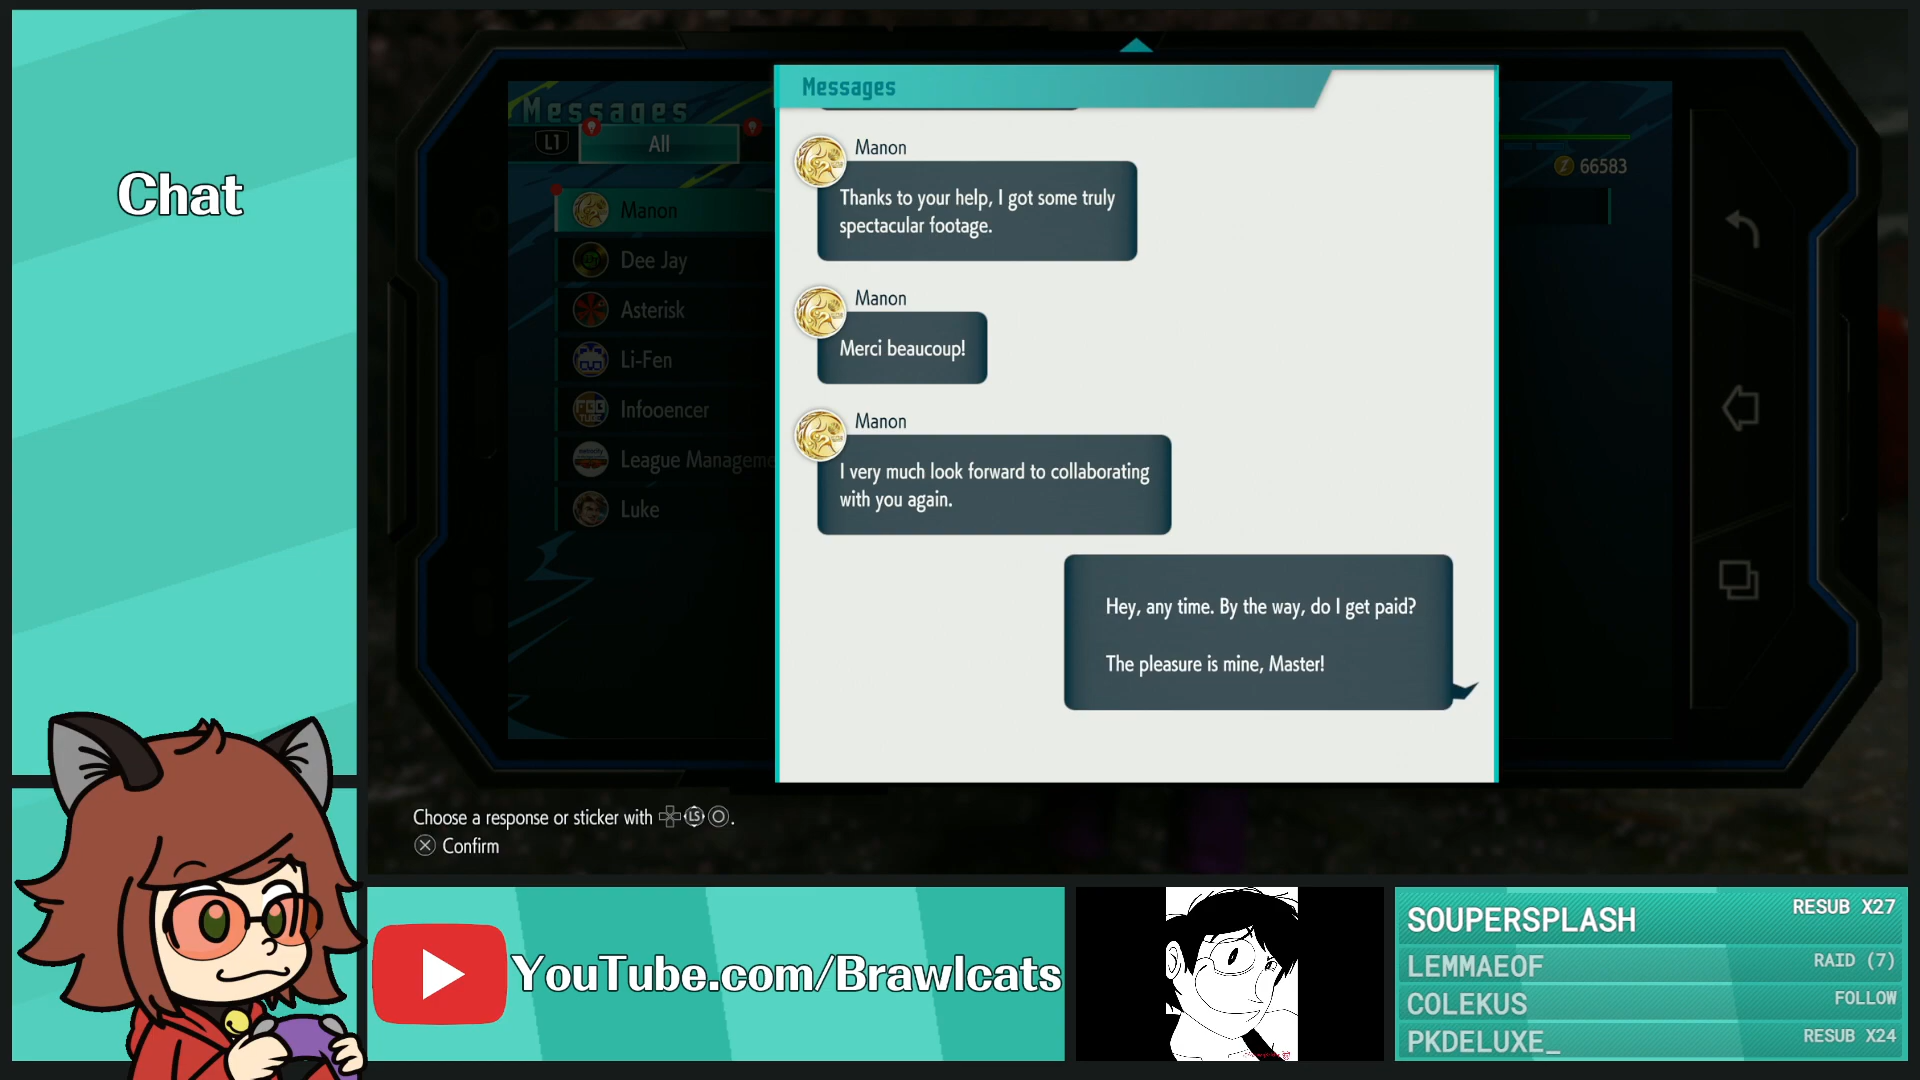 Chat
Messages
L1
All
Manon
Dee Jay
Asterisk
Li-Fen
Infooencer
League Manageme
Luke
66583
Messages
Manon
Thanks to your help, I got some truly
spectacular footage.
Manon
Merci beaucoup!
Manon
I very much look forward to collaborating
with you again.
Hey, any time. By the way, do I get paid?
The pleasure is mine, Master!
Choose a response or sticker with LS .
Confirm
YouTube.com/Brawlcats
SOUPERSPLASH RESUB X27
LEMMAEOF RAID (7)
COLEKUS FOLLOW
PKDELUXE_ RESUB X24